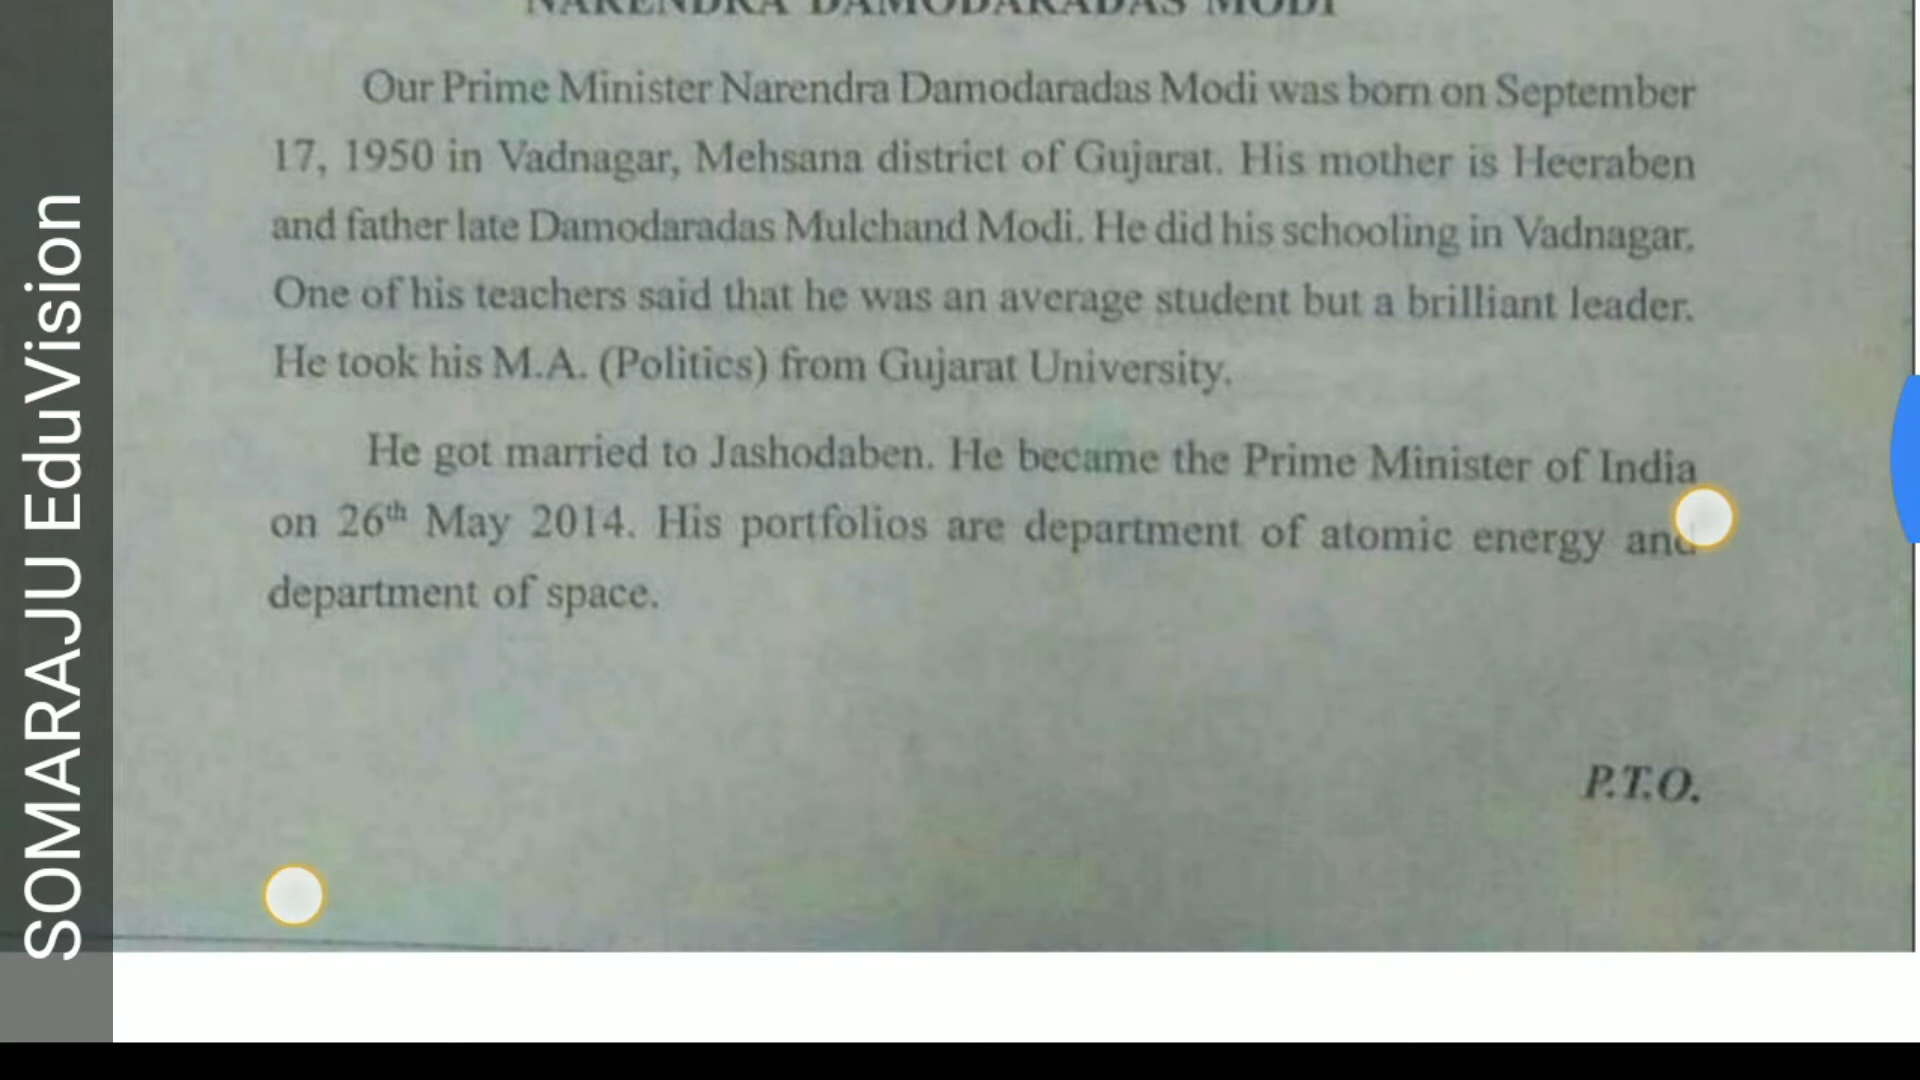 NARENDRA DAMODARADAS MODI
Our Prime Minister Narendra Damodaradas Modi was born on September
17, 1950 in Vadnagar, Mehsana district of Gujarat. His mother is Heeraben
and father late Damodaradas Mulchand Modi. He did his schooling in Vadnagar.
One of his teachers said that he was an average student but a brilliant leader.
He took his M.A. (Politics) from Gujarat University.
He got married to Jashodaben. He became the Prime Minister of India
on 26th May 2014. His portfolios are department of atomic energy and
department of space.
P.T.O.
SOMARAJU EduVision